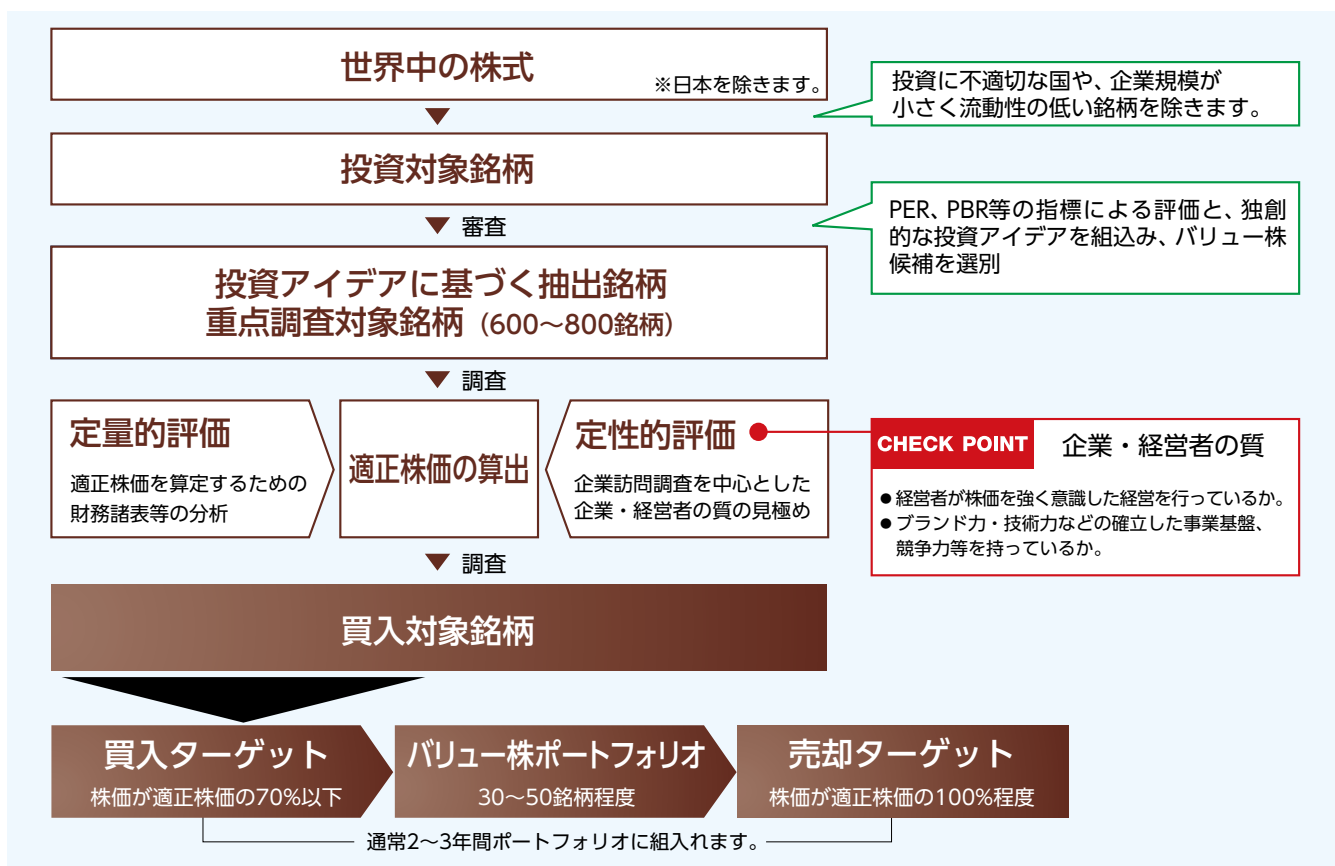 世界中の株式
※日本を除きます。
投資に不適切な国や、企業規模が
小さく流動性の低い銘柄を除きます。
投資対象銘柄
審査
PER、PBR等の指標による評価と、独創
的な投資アイデアを組込み、バリュー株
候補を選別
投資アイデアに基づく抽出銘柄
重点調査対象銘柄（600～800銘柄）
調査
定量的評価
適正株価を算定するための
財務諸表等の分析
適正株価の算出
定性的評価
企業訪問調査を中心とした
企業・経営者の質の見極め
CHECK POINT 企業・経営者の質
●経営者が株価を強く意識した経営を行っているか。
●ブランド力・技術力などの確立した事業基盤、
競争力等を持っているか。
調査
買入対象銘柄
買入ターゲット
株価が適正株価の70%以下
バリュー株ポートフォリオ
30～50銘柄程度
売却ターゲット
株価が適正株価の100%程度
通常2～3年間ポートフォリオに組入れます。